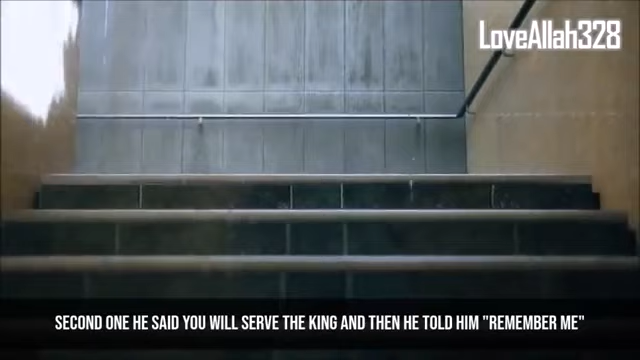 LoveAllah328
SECOND ONE HE SAID YOU WILL SERVE THE KING AND THEN HE TOLD HIM "REMEMBER ME"